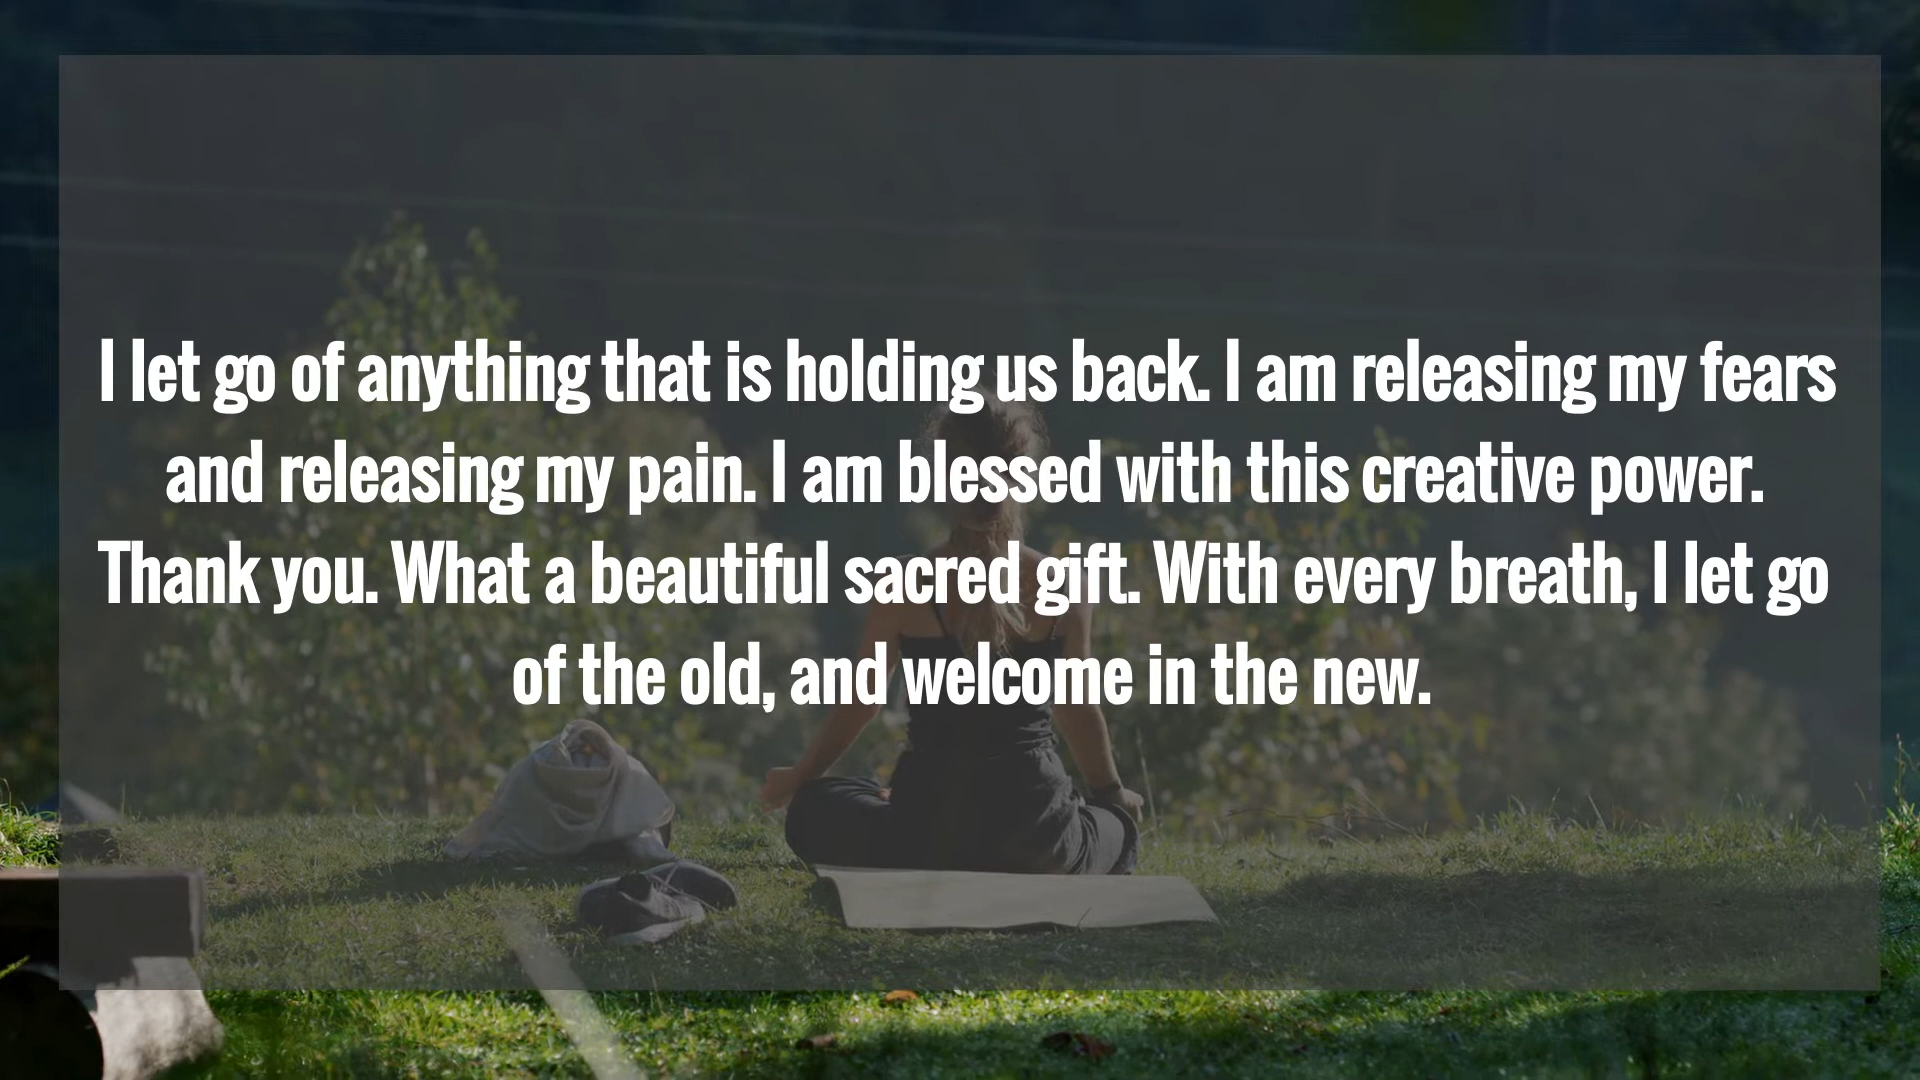 I let go of anything that is holding us back. I am releasing my fears
and releasing my pain. I am blessed with this creative power.
Thank you. What a beautiful sacred gift. With every breath, I let go
of the old, and welcome in the new.